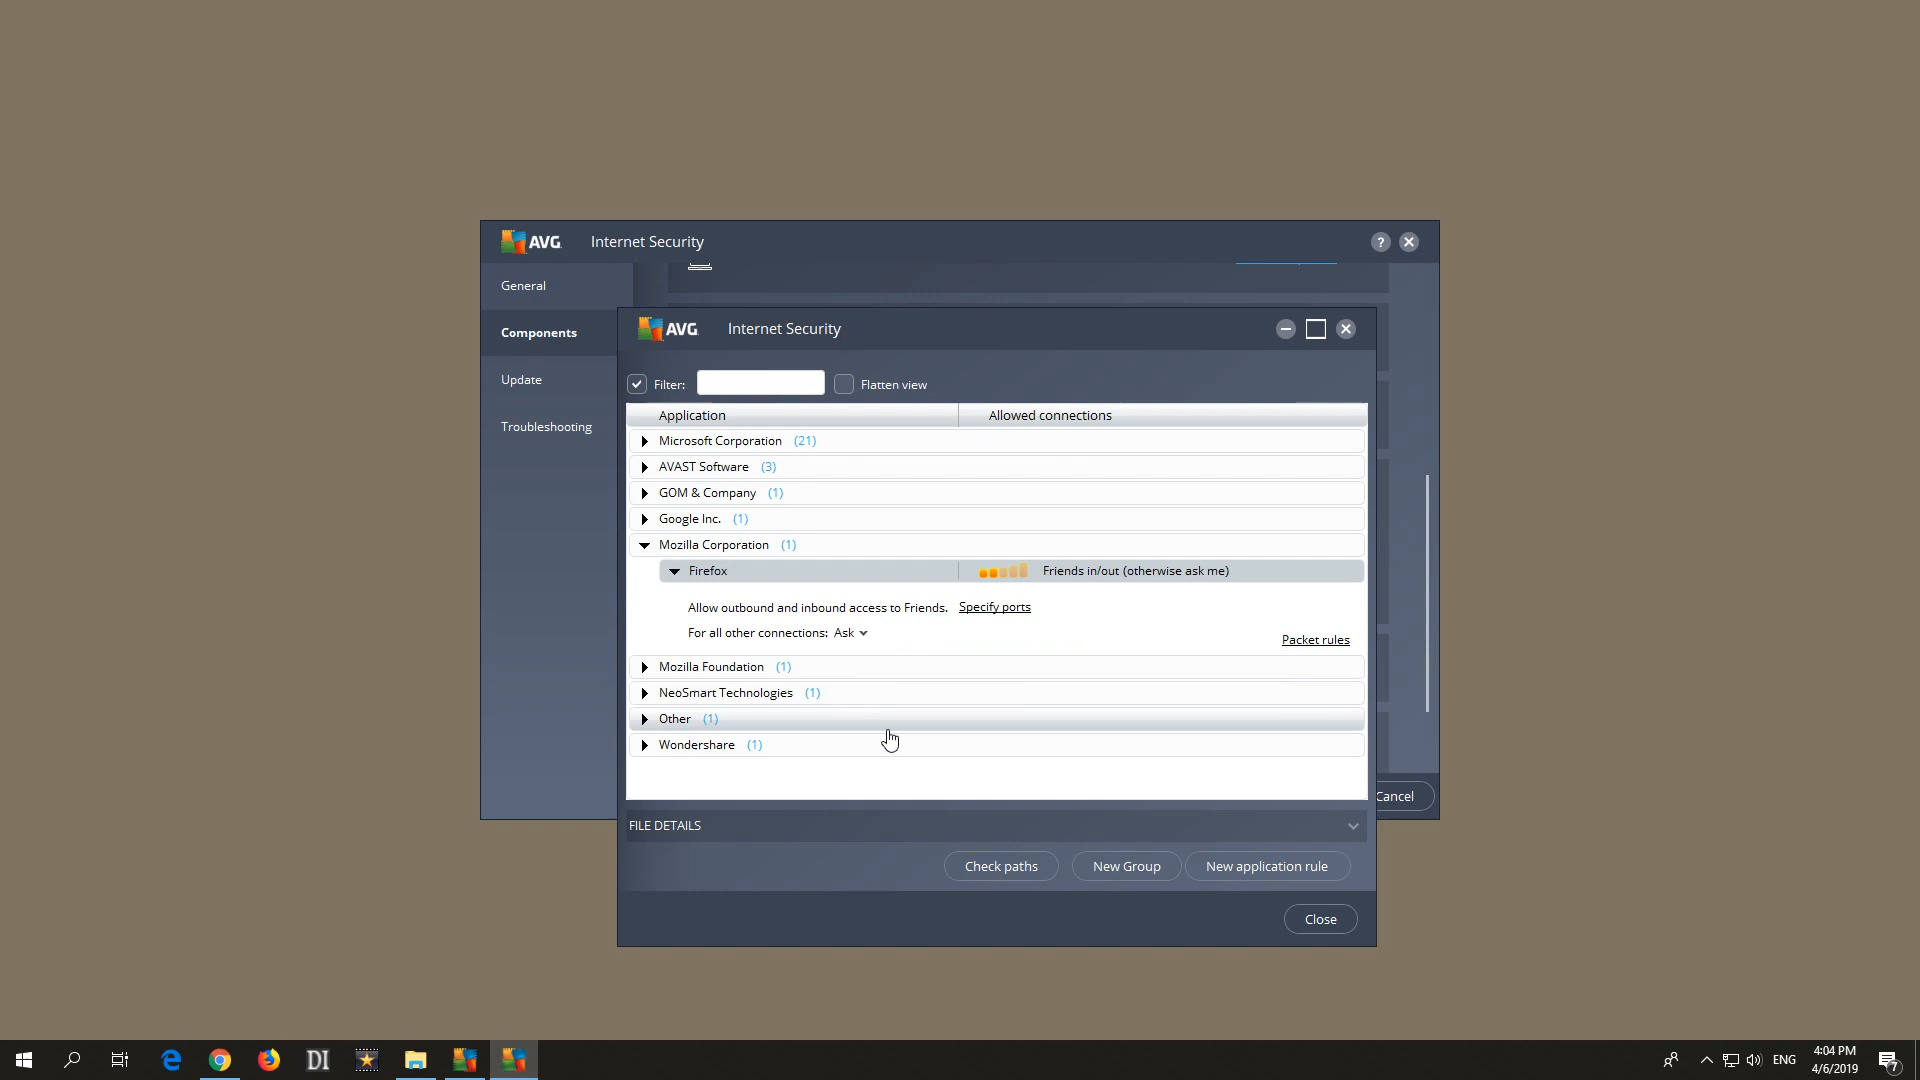 AVG Internet Security
General
Components
Update
Troubleshooting
Cancel
AVG Internet Security
Filter: Flatten view
Application Allowed connections
Microsoft Corporation (21)
AVAST Software (3)
GOM & Company (1)
Google Inc. (1)
Mozilla Corporation (1)
Firefox Friends in/out (otherwise ask me)
Allow outbound and inbound access to Friends. Specify ports
For all other connections: Ask
Packet rules
Mozilla Foundation (1)
NeoSmart Technologies (1)
Other (1)
Wondershare (1)
FILE DETAILS
Check paths New Group New application rule
Close
DI ENG 4:04 PM
4/6/2019
7